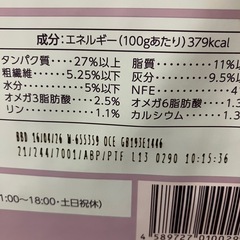 成分：エネルギー（100gあたり）379kcal
タンパク質……27%以上 脂質……11%以
粗繊維……5.25%以下 灰分……9.5%
水分……5%以下 NFE……4
オメガ3脂肪酸……2.5% オメガ6脂肪酸…
リン……1.1% カルシウム……1.3
BBD 16/04/26 W-655359 OCE GB193E1446
21/244/7001/ABP/PTF L13 0290 10:15:36
1:00〜18:00・土日祝休）
4 589727 010039